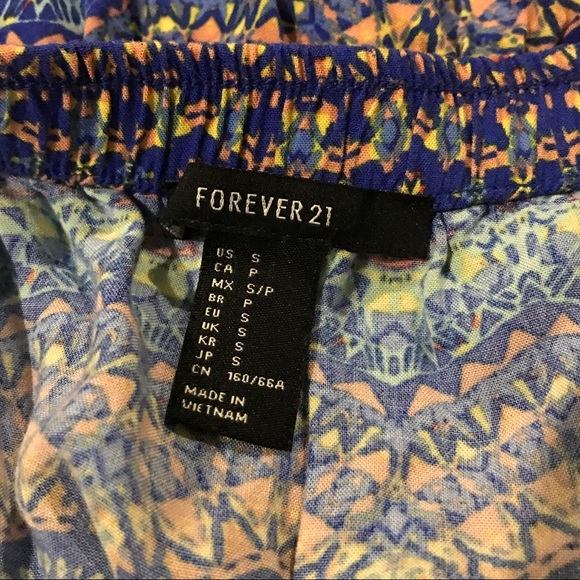 FOREVER 21
US S
CA P
MX S/P
BR P
EU S
UK S
KR S
JP S
CN 160/66A
MADE IN
VIETNAM